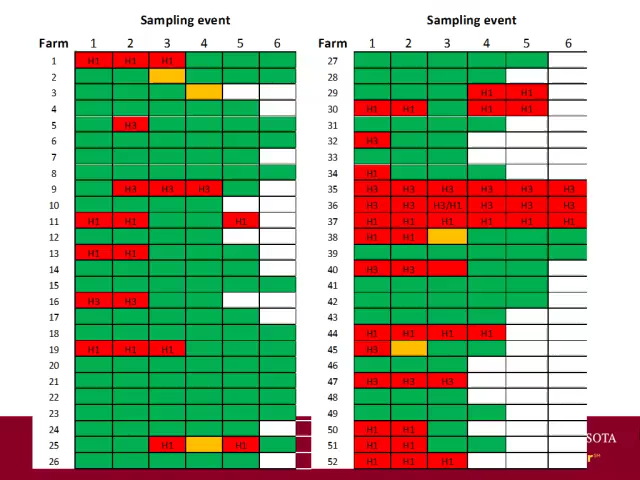 Sampling event
Farm 1 2 3 4 5 6
1 H1 H1 H1
2
3
4
5 H3
6
7
8
9 H3 H3 H3
10
11 H1 H1 H1
12
13 H1 H1
14
15
16 H3 H3
17
18
19 H1 H1 H1
20
21
22
23
24
25 H1 H1
26
Sampling event
Farm 1 2 3 4 5 6
27
28
29 H1 H1
30 H1 H1 H1 H1
31
32 H3
33
34 H1
35 H3 H3 H3 H3 H3 H3
36 H3 H3 H3/H1 H3 H3 H3
37 H1 H1 H1 H1 H1 H1
38 H1 H1
39
40 H3 H3
41
42
44 H1 H1 H1 H1
45 H3
46
47 H3 H3 H3
48
49
50 H1 H1
51 H1 H1
52 H1 H1 H1
SOTA
r℠